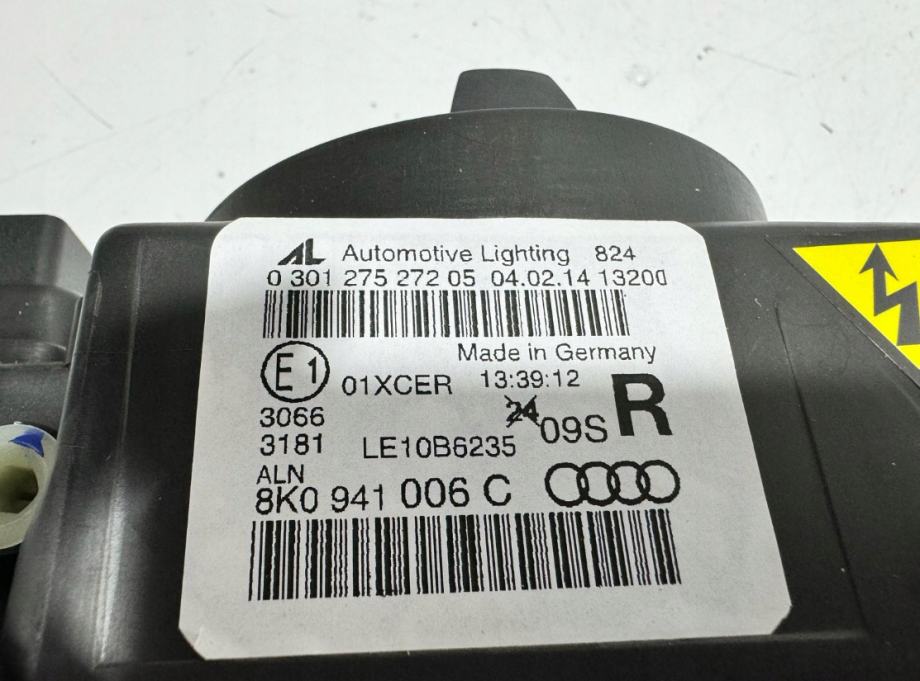 AL Automotive Lighting 824
0 301 275 272 05 04.02.14 13200
Made in Germany
E1 01XCER 13:39:12
3066 24 09S R
3181 LE10B6235
ALN
8K0 941 006 C